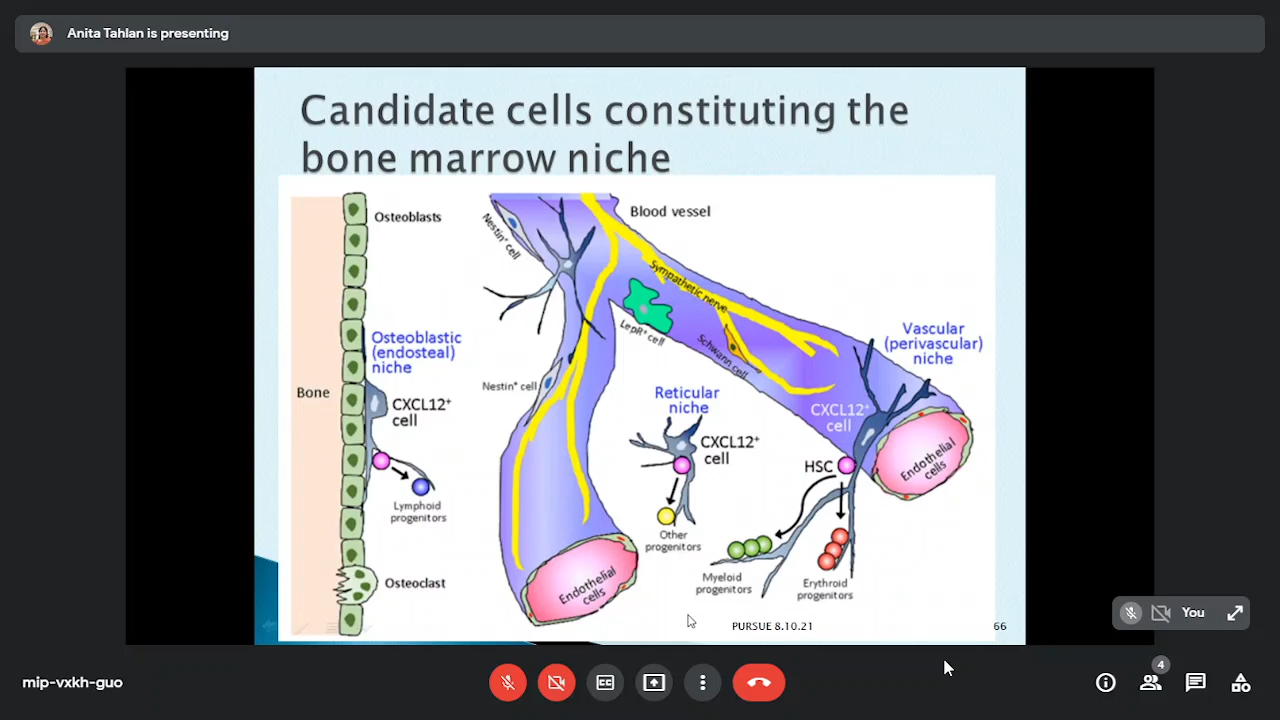 Anita Tahlan is presenting
Candidate cells constituting the
bone marrow niche
Osteoblasts
Nestin⁺ cell
Blood vessel
Sympathetic nerve
LepR⁺ cell
Schwann cell
Osteoblastic
(endosteal)
niche
Vascular
(perivascular)
niche
Nestin⁺ cell
Bone
CXCL12⁺
cell
Reticular
niche
CXCL12⁺
cell
CXCL12⁺
cell
HSC
Endothelial
cells
Lymphoid
progenitors
Other
progenitors
Osteoclast
Endothelial
cells
Myeloid
progenitors
Erythroid
progenitors
PURSUE 8.10.21
66
You
mip-vxkh-guo
CC
4